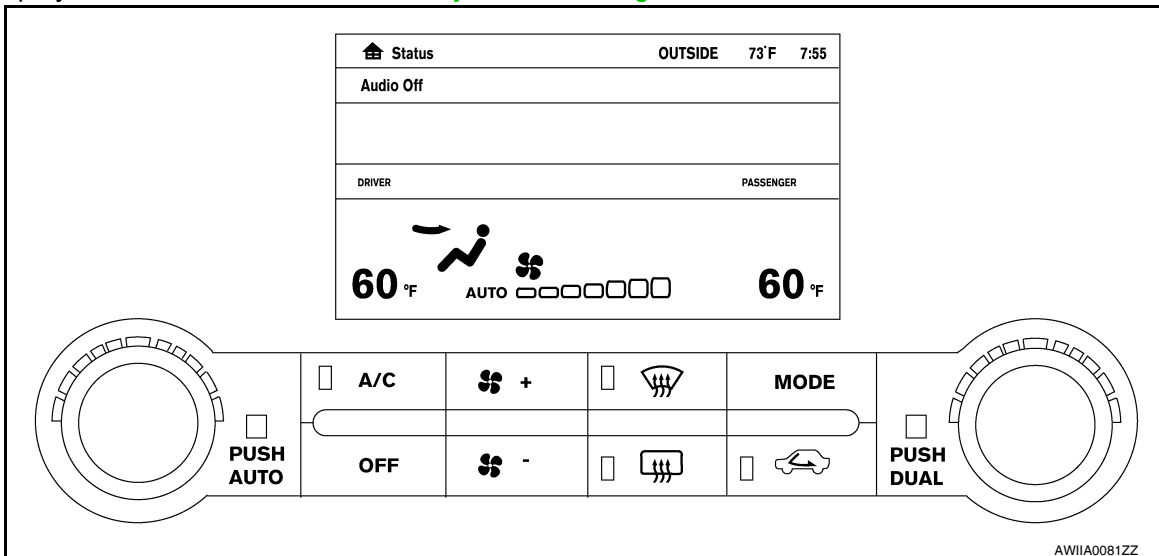 Status OUTSIDE 73°F 7:55
Audio Off
DRIVER PASSENGER
60 °F AUTO 60 °F
A/C + MODE
PUSH AUTO OFF - PUSH DUAL
AWIIA0081ZZ